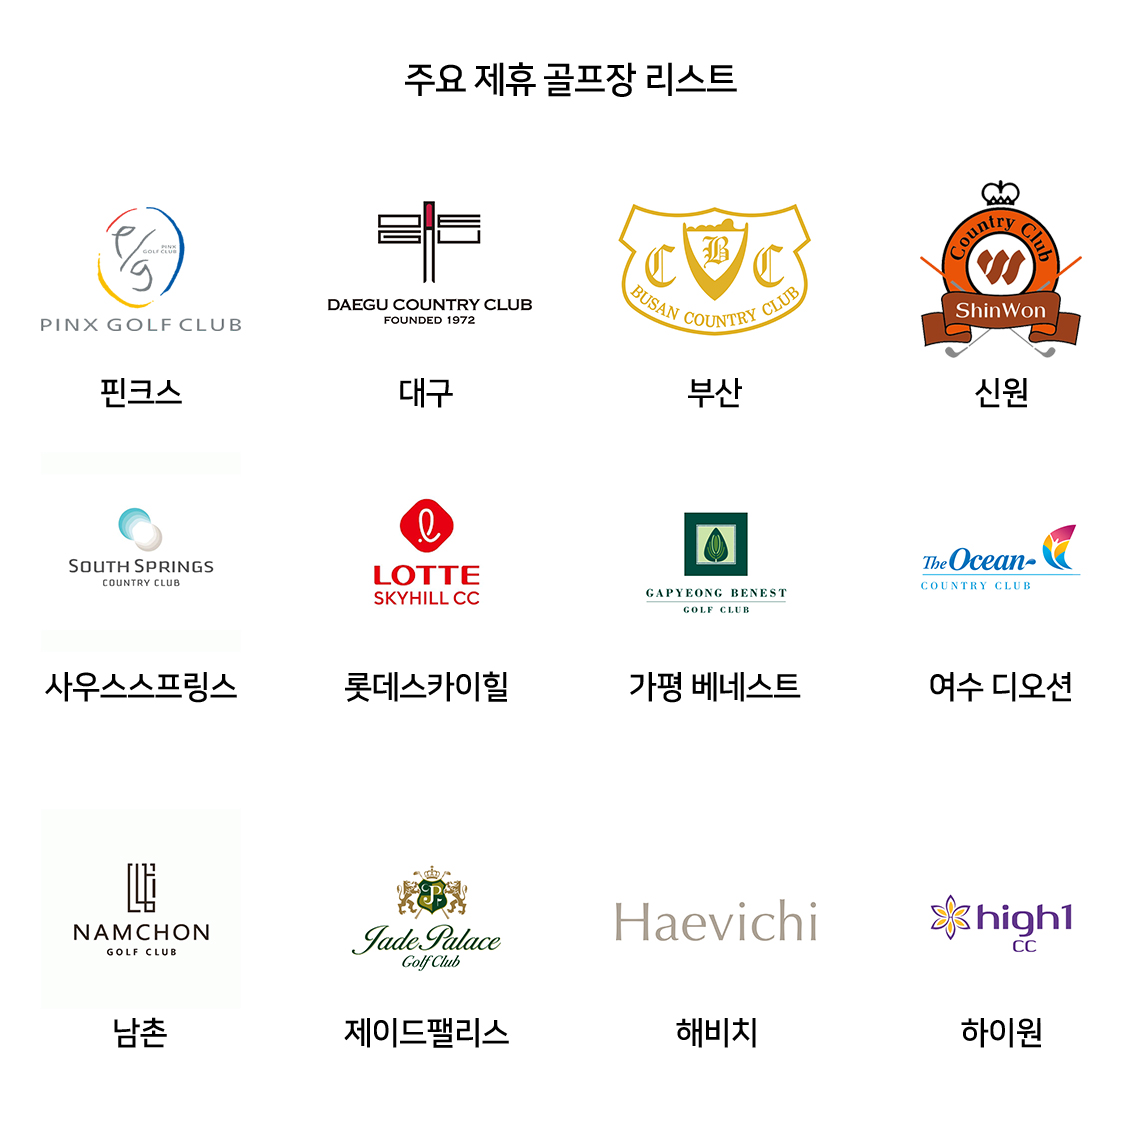 주요 제휴 골프장 리스트
PINK
GOLF CLUB
PINX GOLF CLUB
핀크스
DAEGU COUNTRY CLUB
FOUNDED 1972
대구
C B C
BUSAN COUNTRY CLUB
부산
Country Club
ShinWon
신원
SOUTH SPRINGS
COUNTRY CLUB
사우스스프링스
LOTTE
SKYHILL CC
롯데스카이힐
GAPYEONG BENEST
GOLF CLUB
가평 베네스트
The Ocean
COUNTRY CLUB
여수 디오션
NAMCHON
GOLF CLUB
남촌
Jade Palace
Golf Club
제이드팰리스
Haevichi
해비치
high1
CC
하이원